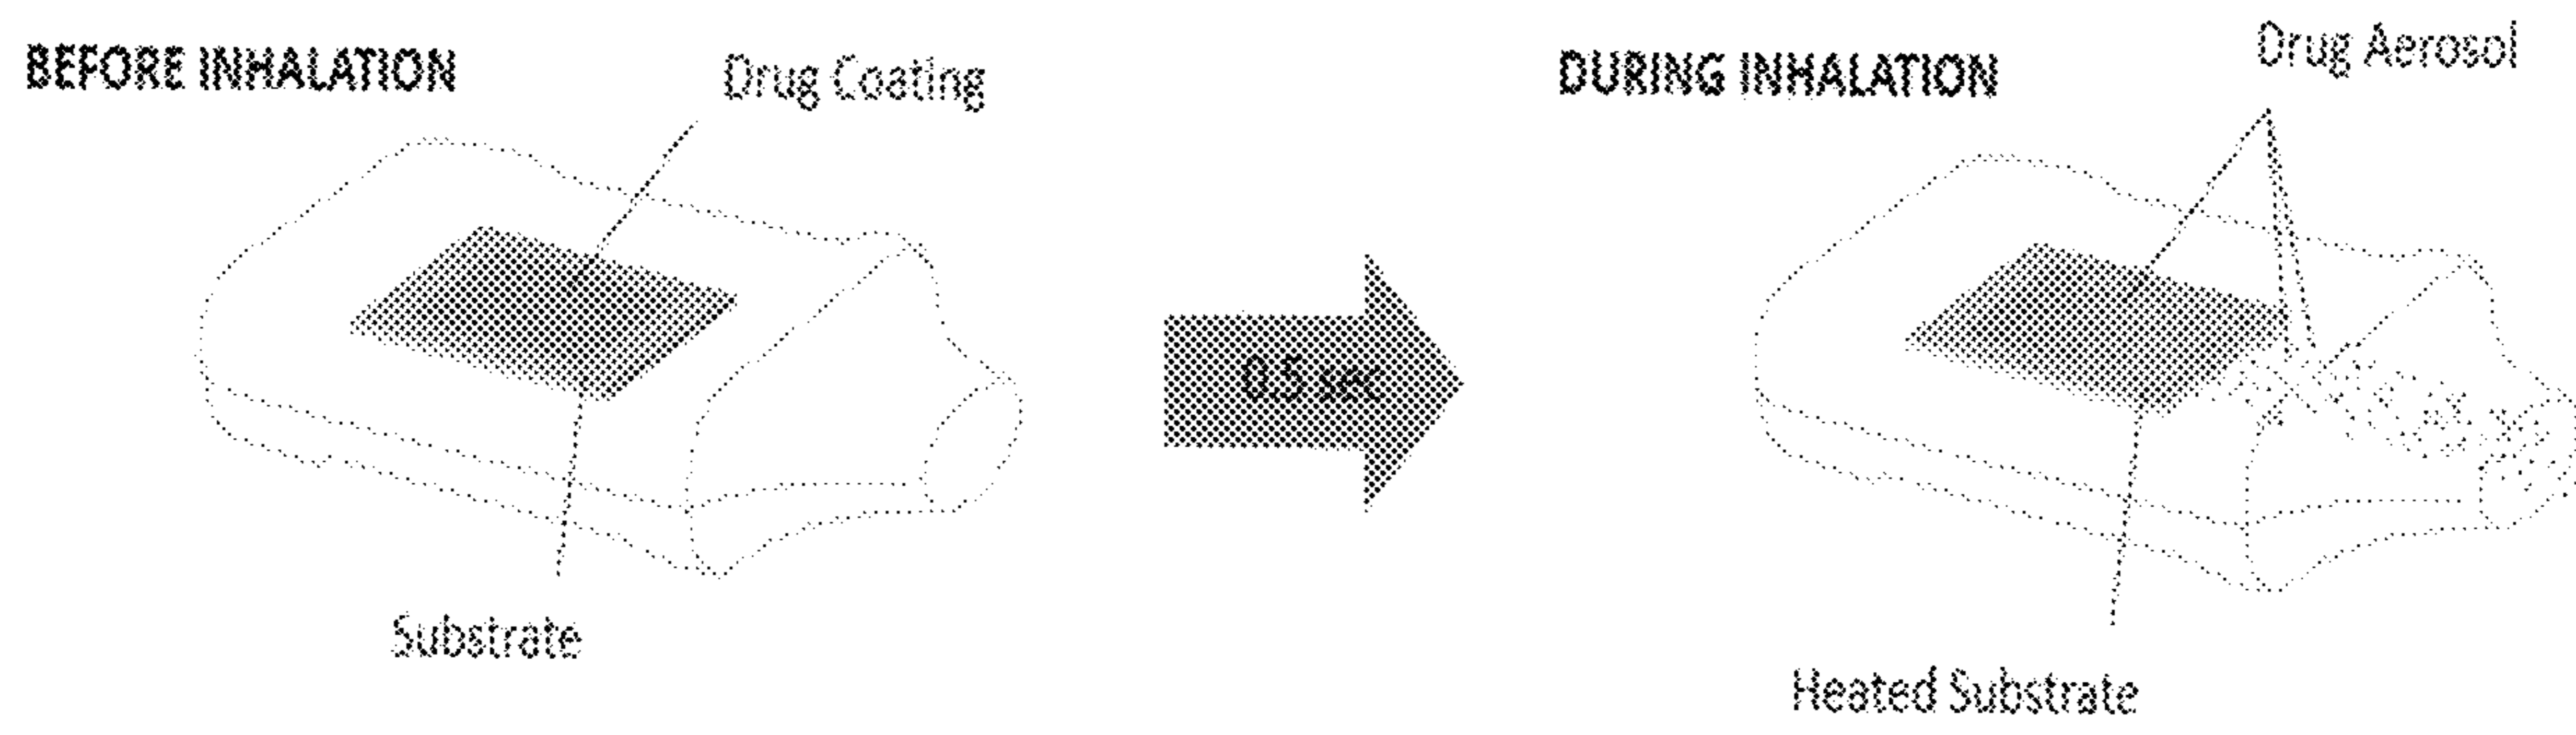 BEFORE INHALATION
Drug Coating
Substrate
0.5 sec
DURING INHALATION
Drug Aerosol
Heated Substrate